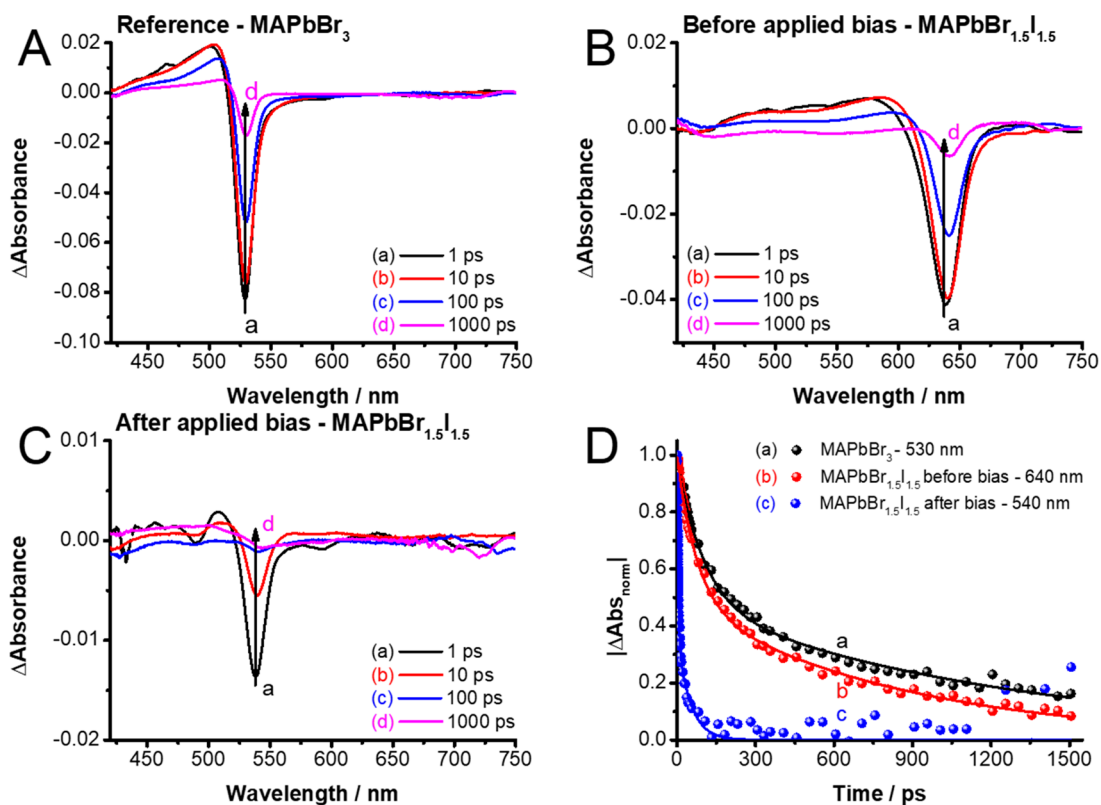 A
Reference - MAPbBr3
0.02
0.00
-0.02
-0.04
-0.06
-0.08
-0.10
ΔAbsorbance
d
a
(a) 1 ps
(b) 10 ps
(c) 100 ps
(d) 1000 ps
450 500 550 600 650 700 750
Wavelength / nm
B
Before applied bias - MAPbBr1.5I1.5
0.02
0.00
-0.02
-0.04
ΔAbsorbance
d
a
(a) 1 ps
(b) 10 ps
(c) 100 ps
(d) 1000 ps
450 500 550 600 650 700 750
Wavelength / nm
C
After applied bias - MAPbBr1.5I1.5
0.01
0.00
-0.01
-0.02
ΔAbsorbance
d
a
(a) 1 ps
(b) 10 ps
(c) 100 ps
(d) 1000 ps
450 500 550 600 650 700 750
Wavelength / nm
D
1.0
0.8
0.6
0.4
0.2
0.0
|ΔAbsnorm|
(a) MAPbBr3 - 530 nm
(b) MAPbBr1.5I1.5 before bias - 640 nm
(c) MAPbBr1.5I1.5 after bias - 540 nm
a
b
c
0 300 600 900 1200 1500
Time / ps